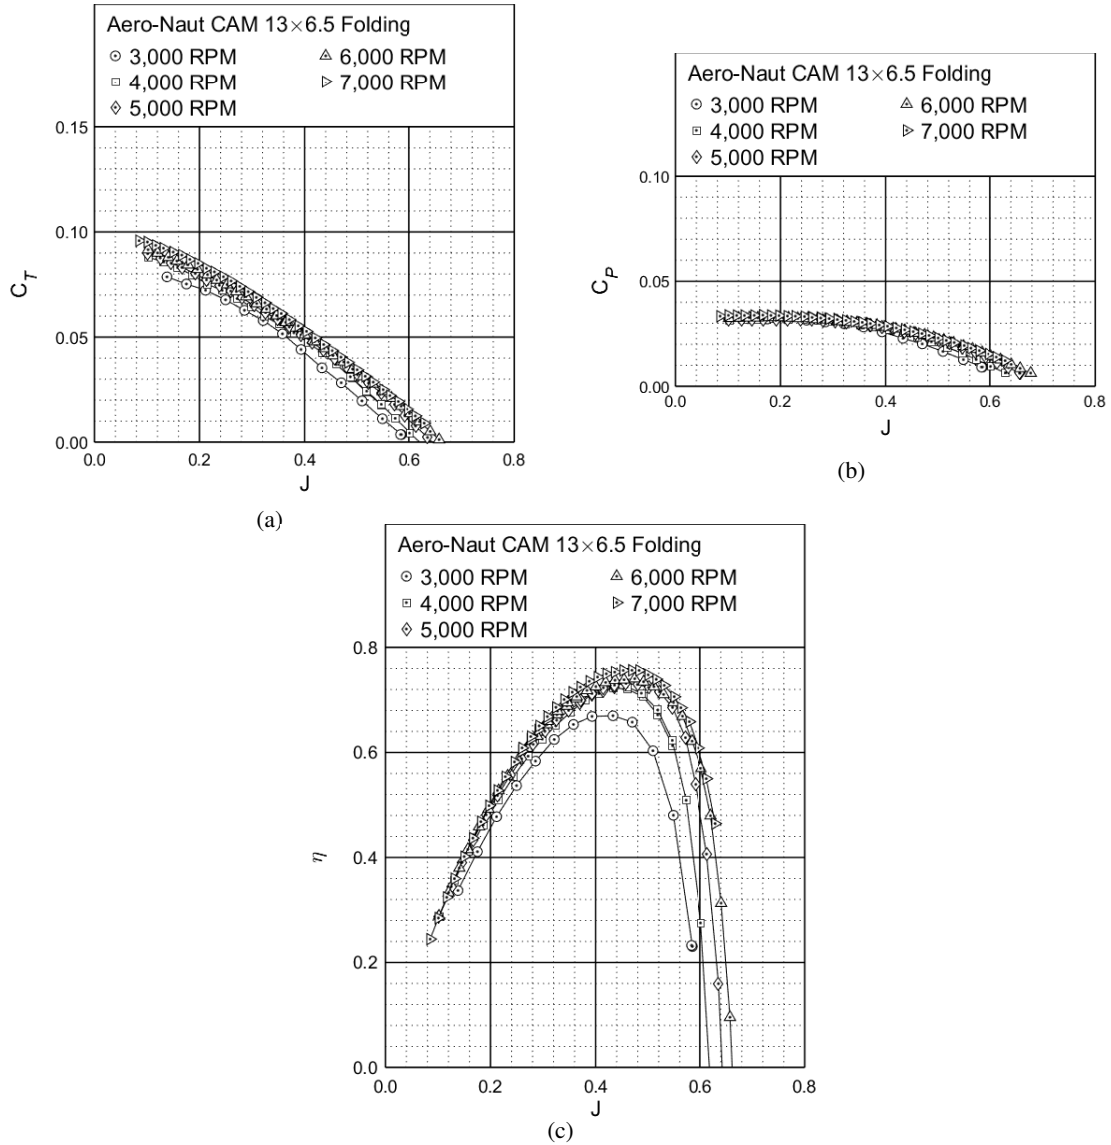 Aero-Naut CAM 13×6.5 Folding
3,000 RPM 6,000 RPM
4,000 RPM 7,000 RPM
5,000 RPM
0.15
0.10
0.05
0.00
C_T
0.0 0.2 0.4 0.6 0.8
J
(a)
Aero-Naut CAM 13×6.5 Folding
3,000 RPM 6,000 RPM
4,000 RPM 7,000 RPM
5,000 RPM
0.10
0.05
0.00
C_P
0.0 0.2 0.4 0.6 0.8
J
(b)
Aero-Naut CAM 13×6.5 Folding
3,000 RPM 6,000 RPM
4,000 RPM 7,000 RPM
5,000 RPM
0.8
0.6
0.4
0.2
0.0
η
0.0 0.2 0.4 0.6 0.8
J
(c)